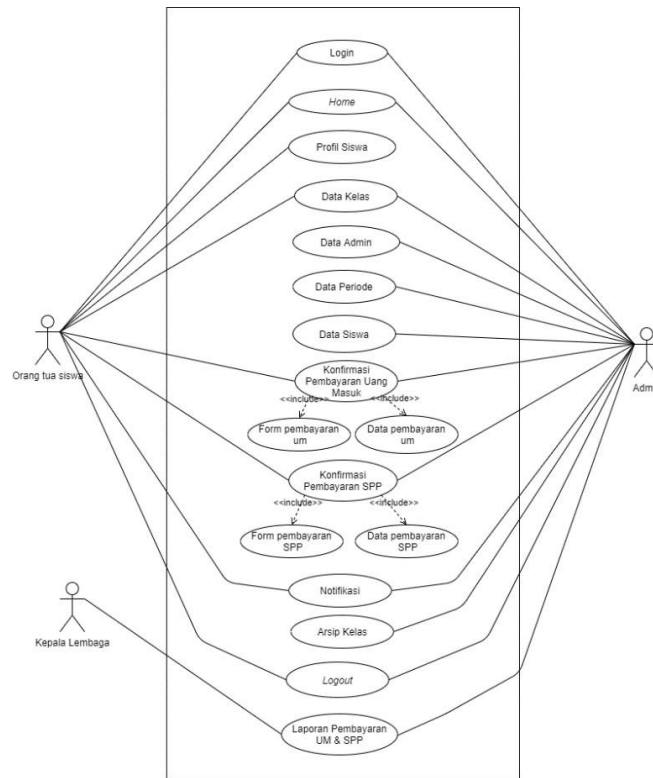 Login
Home
Profil Siswa
Data Kelas
Data Admin
Data Periode
Data Siswa
Orang tua siswa
Konfirmasi
Pembayaran Uang
Masuk
<<include>>
<<include>>
Form pembayaran
um
Data pembayaran
um
Konfirmasi
Pembayaran SPP
<<include>>
<<include>>
Form pembayaran
SPP
Data pembayaran
SPP
Notifikasi
Arsip Kelas
Kepala Lembaga
Logout
Laporan Pembayaran
UM & SPP